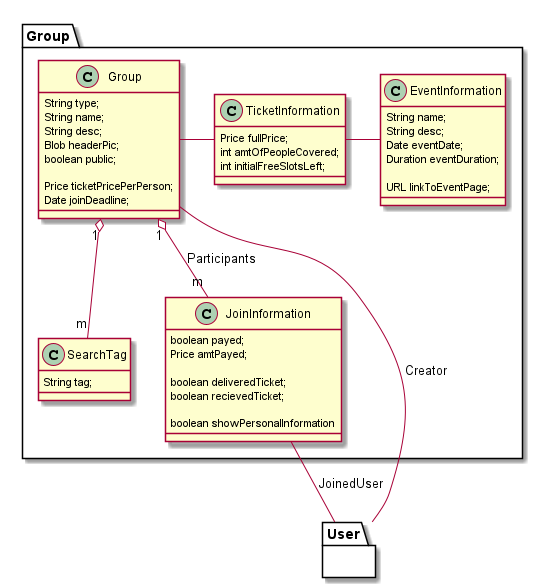 Group
C Group
String type;
String name;
String desc;
Blob headerPic;
boolean public;
Price ticketPricePerPerson;
Date joinDeadline;
C TicketInformation
Price fullPrice;
int amtOfPeopleCovered;
int initialFreeSlotsLeft;
C EventInformation
String name;
String desc;
Date eventDate;
Duration eventDuration;
URL linkToEventPage;
1
1
Participants
m
m
C SearchTag
String tag;
C JoinInformation
boolean payed;
Price amtPayed;
boolean deliveredTicket;
boolean recievedTicket;
boolean showPersonalInformation
Creator
JoinedUser
User